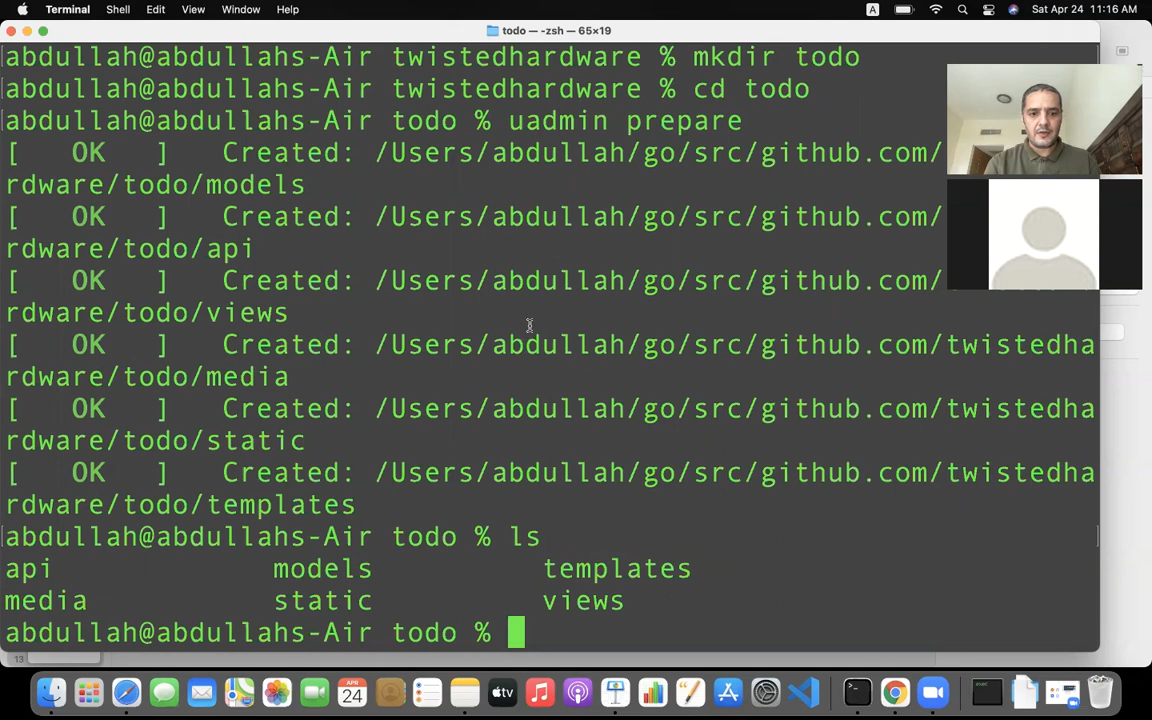 Terminal Shell Edit View Window Help A Sat Apr 24 11:16 AM
todo — -zsh — 65×19
abdullah@abdullahs-Air twistedhardware % mkdir todo
abdullah@abdullahs-Air twistedhardware % cd todo
abdullah@abdullahs-Air todo % uadmin prepare
[ OK ] Created: /Users/abdullah/go/src/github.com/
rdware/todo/models
[ OK ] Created: /Users/abdullah/go/src/github.com/
rdware/todo/api
[ OK ] Created: /Users/abdullah/go/src/github.com/
rdware/todo/views
[ OK ] Created: /Users/abdullah/go/src/github.com/twistedha
rdware/todo/media
[ OK ] Created: /Users/abdullah/go/src/github.com/twistedha
rdware/todo/static
[ OK ] Created: /Users/abdullah/go/src/github.com/twistedha
rdware/todo/templates
abdullah@abdullahs-Air todo % ls
api models templates
media static views
abdullah@abdullahs-Air todo %
13
APR
24
tv